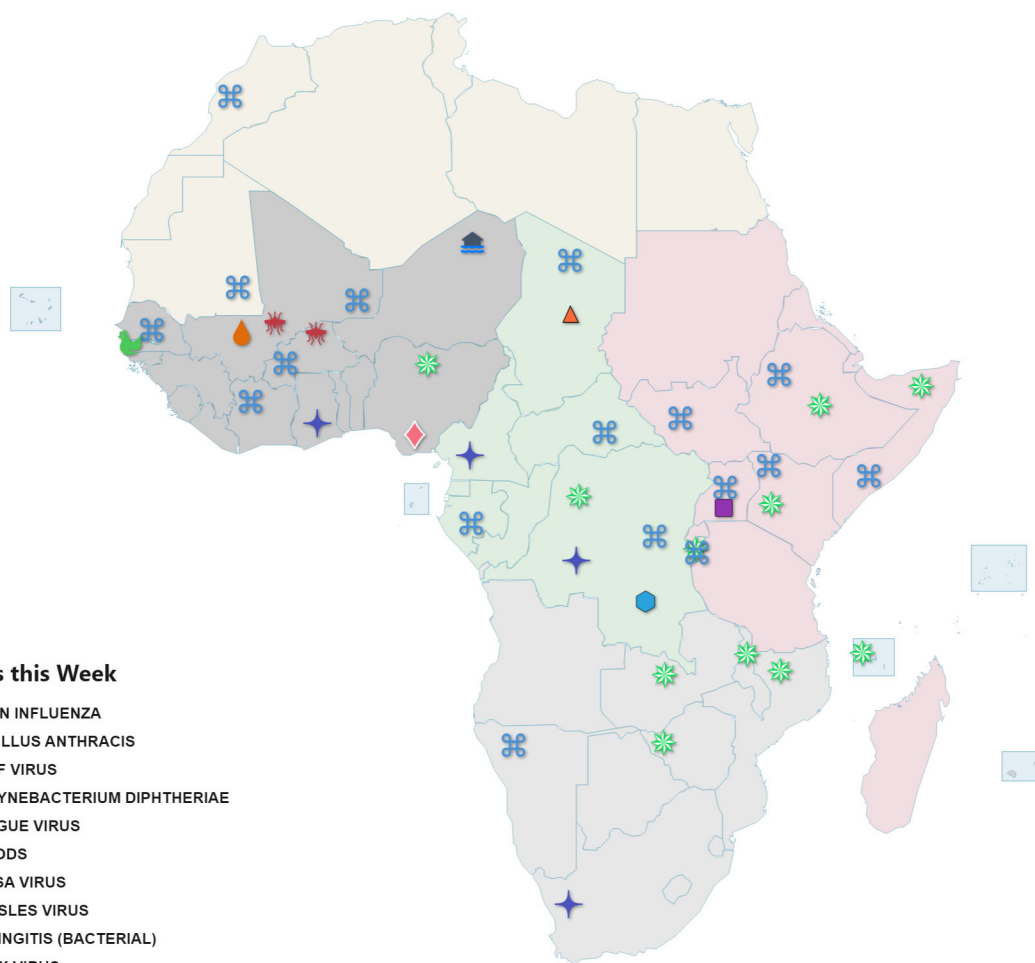 s this Week
N INFLUENZA
LLUS ANTHRACIS
F VIRUS
YNEBACTERIUM DIPHTHERIAE
GUE VIRUS
ODS
SA VIRUS
SLES VIRUS
INGITIS (BACTERIAL)